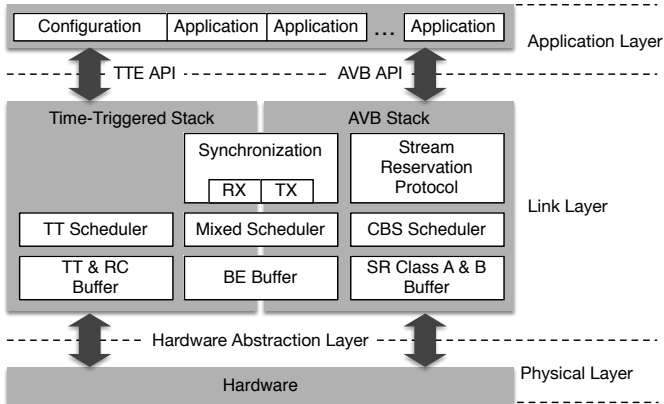 Configuration Application Application ... Application
Application Layer
TTE API AVB API
Time-Triggered Stack AVB Stack
Synchronization
RX TX
Stream
Reservation
Protocol
Link Layer
TT Scheduler Mixed Scheduler CBS Scheduler
TT & RC
Buffer
BE Buffer
SR Class A & B
Buffer
Hardware Abstraction Layer
Physical Layer
Hardware